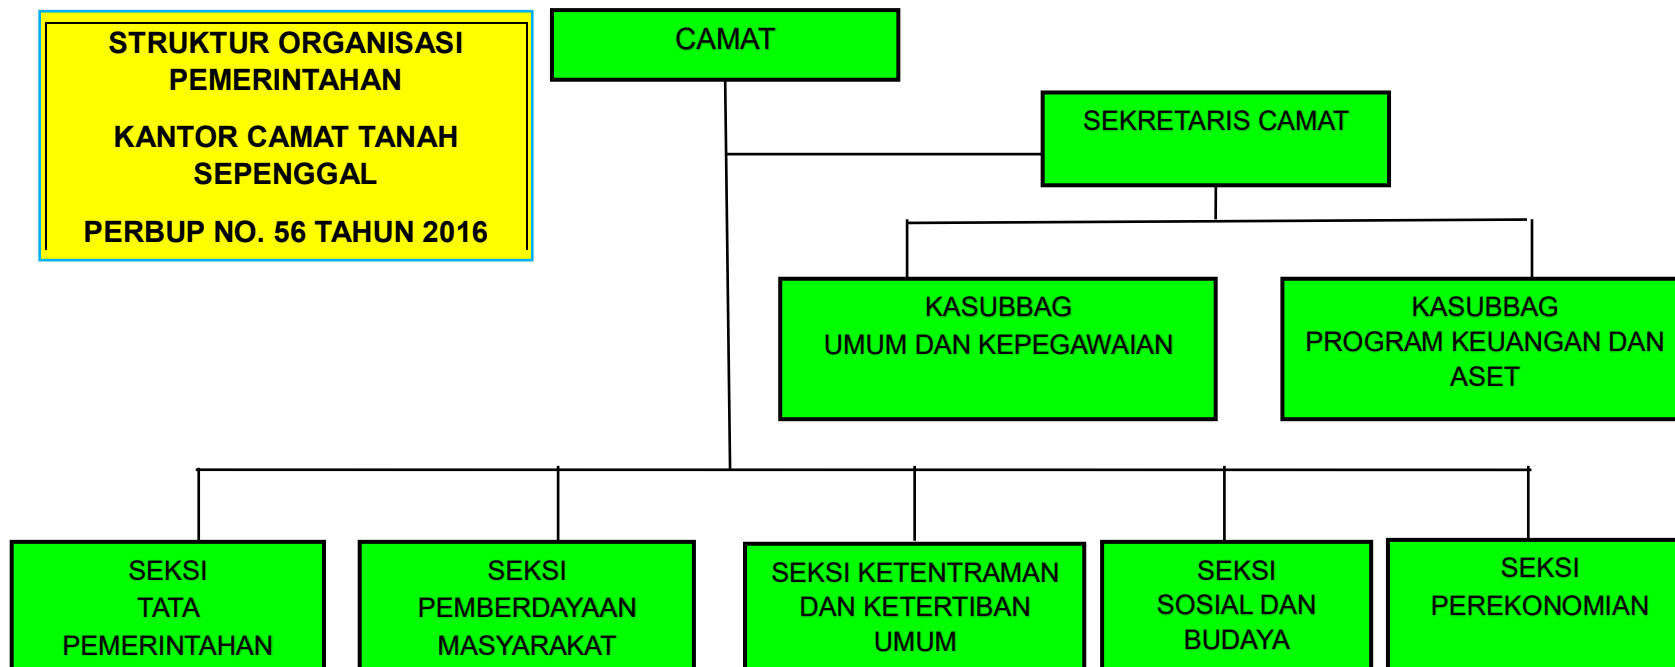 STRUKTUR ORGANISASI
PEMERINTAHAN
KANTOR CAMAT TANAH
SEPENGGAL
PERBUP NO. 56 TAHUN 2016
CAMAT
SEKRETARIS CAMAT
KASUBBAG
UMUM DAN KEPEGAWAIAN
KASUBBAG
PROGRAM KEUANGAN DAN
ASET
SEKSI
TATA
PEMERINTAHAN
SEKSI
PEMBERDAYAAN
MASYARAKAT
SEKSI KETENTRAMAN
DAN KETERTIBAN
UMUM
SEKSI
SOSIAL DAN
BUDAYA
SEKSI
PEREKONOMIAN